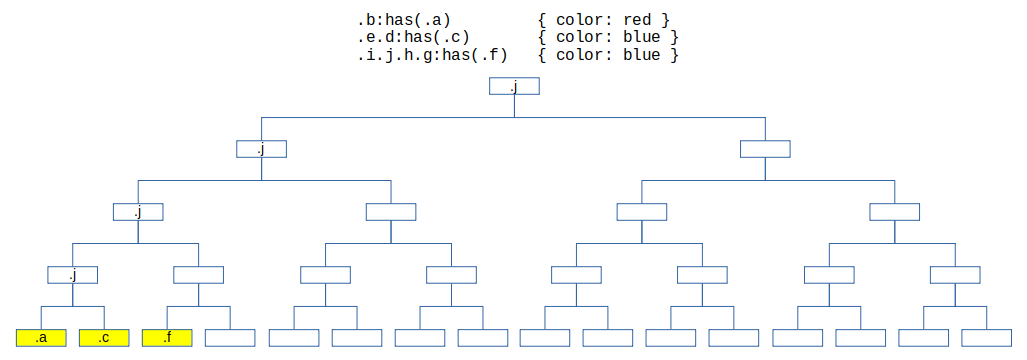 .b:has(.a) { color: red }
.e.d:has(.c) { color: blue }
.i.j.h.g:has(.f) { color: blue }
.j
.j
.j
.j
.a .c .f